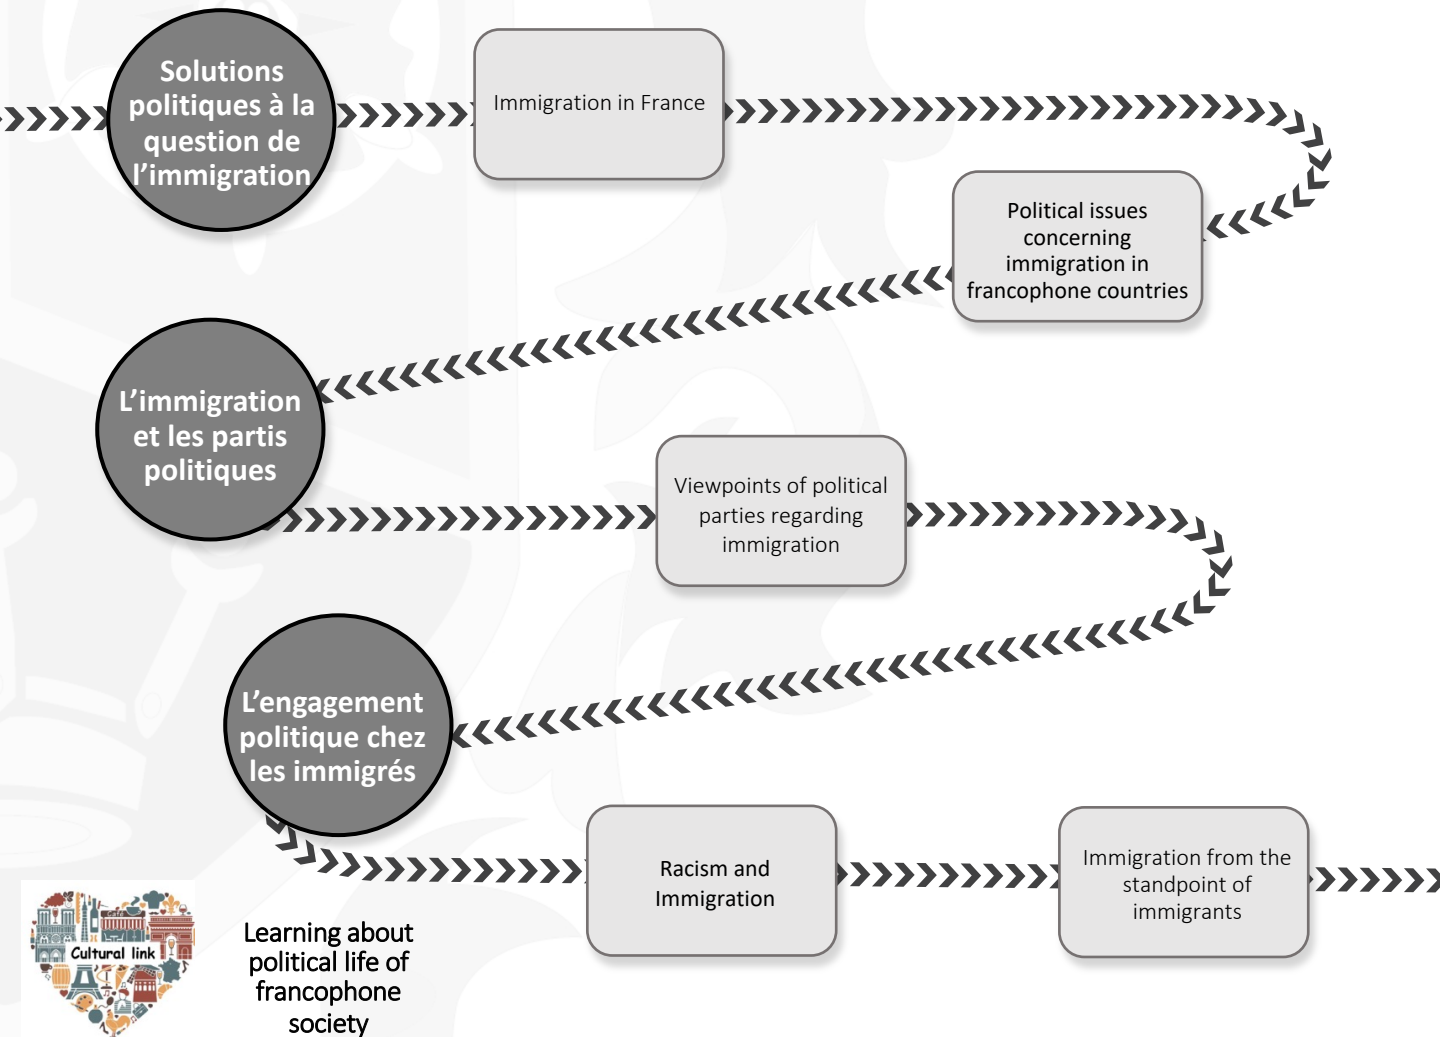 Solutions
politiques à la
question de
l’immigration
Immigration in France
Political issues
concerning
immigration in
francophone countries
L’immigration
et les partis
politiques
Viewpoints of political
parties regarding
immigration
L’engagement
politique chez
les immigrés
Racism and
Immigration
Immigration from the
standpoint of
immigrants
Cultural link
Learning about
political life of
francophone
society